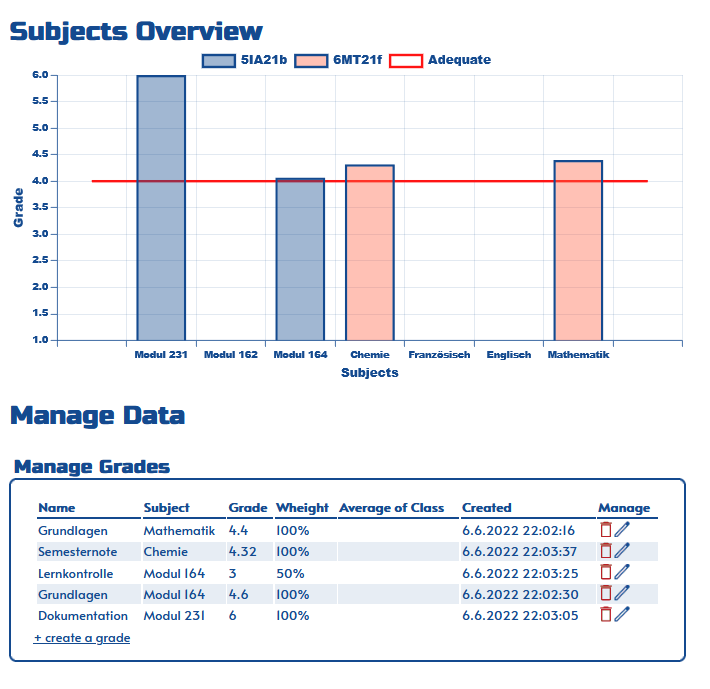 Subjects Overview
5IA21b 6MT21f Adequate
6.0
5.5
5.0
4.5
4.0
3.5
3.0
2.5
2.0
1.5
1.0
Grade
Modul 231 Modul 162 Modul 164 Chemie Französisch Englisch Mathematik
Subjects
Manage Data
Manage Grades
Name Subject Grade Wheight Average of Class Created Manage
Grundlagen Mathematik 4.4 100% 6.6.2022 22:02:16
Semesternote Chemie 4.32 100% 6.6.2022 22:03:37
Lernkontrolle Modul 164 3 50% 6.6.2022 22:03:25
Grundlagen Modul 164 4.6 100% 6.6.2022 22:02:30
Dokumentation Modul 231 6 100% 6.6.2022 22:03:05
+ create a grade